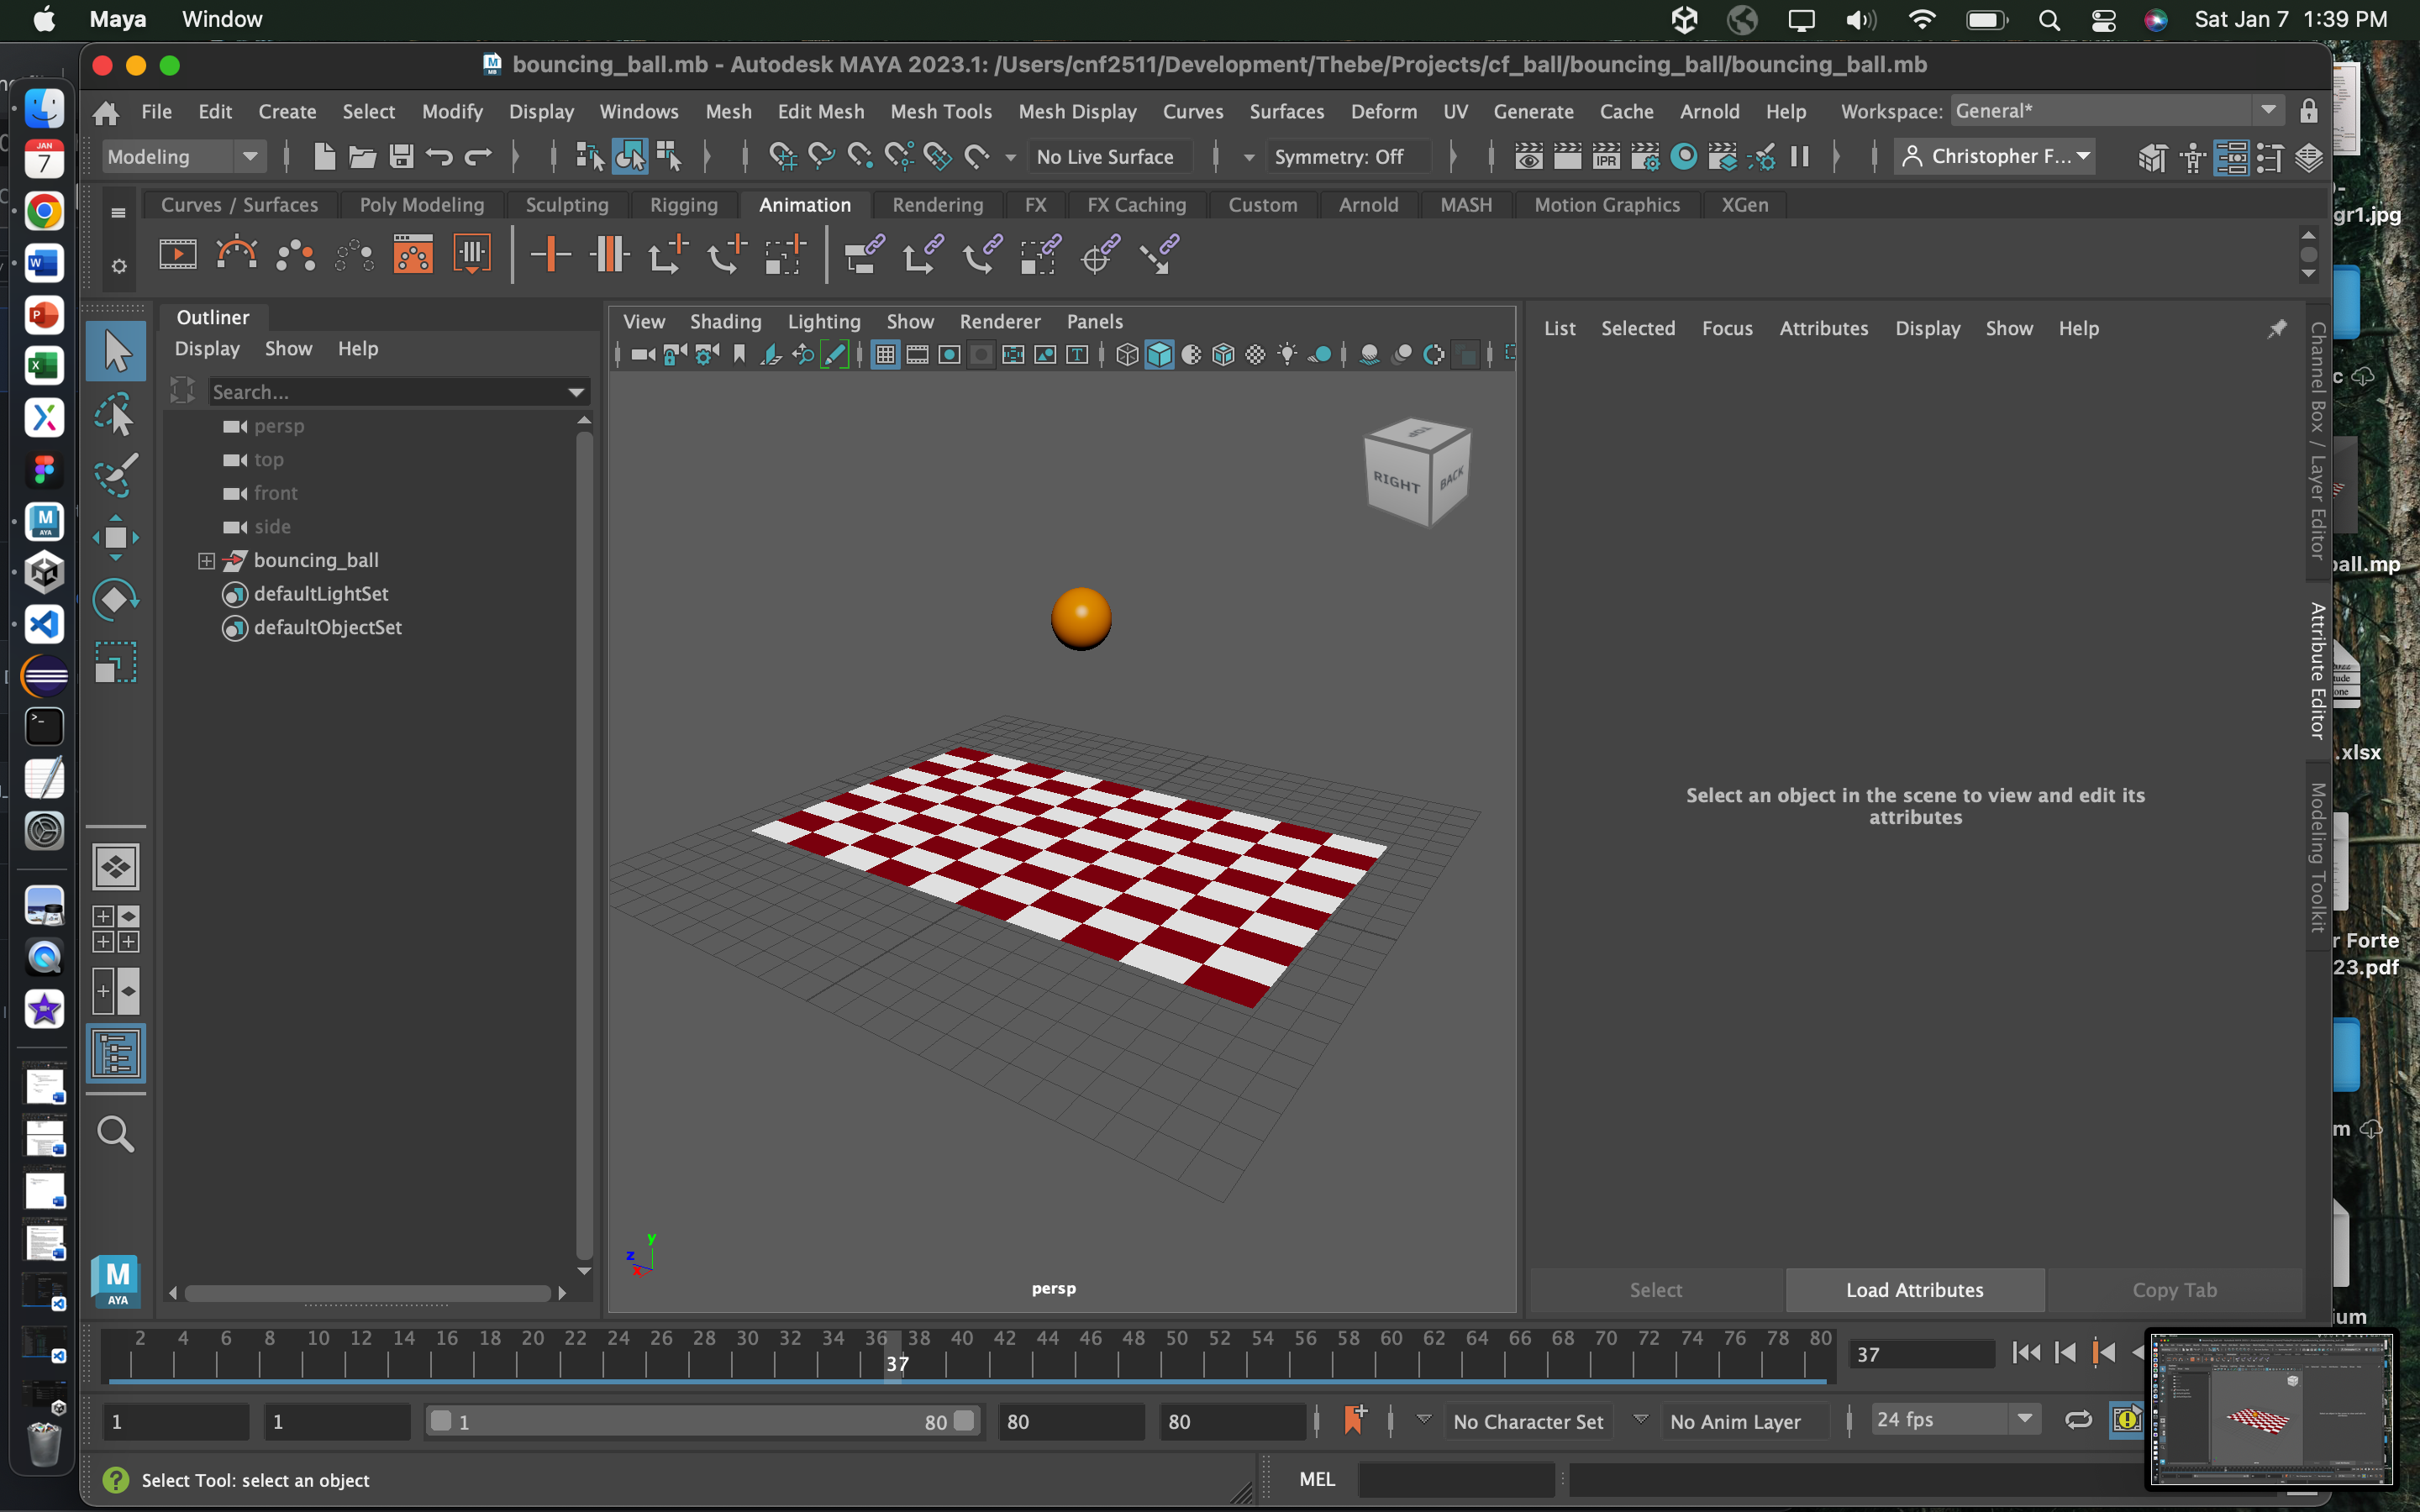 Maya Window Sat Jan 7 1:39 PM
bouncing_ball.mb - Autodesk MAYA 2023.1: /Users/cnf2511/Development/Thebe/Projects/cf_ball/bouncing_ball/bouncing_ball.mb
File Edit Create Select Modify Display Windows Mesh Edit Mesh Mesh Tools Mesh Display Curves Surfaces Deform UV Generate Cache Arnold Help Workspace: General*
Modeling No Live Surface Symmetry: Off IPR Christopher F...
Curves / Surfaces Poly Modeling Sculpting Rigging Animation Rendering FX FX Caching Custom Arnold MASH Motion Graphics XGen
JAN
7
gr1.jpg
Outliner
Display Show Help
Search...
persp
top
front
side
bouncing_ball
defaultLightSet
defaultObjectSet
View Shading Lighting Show Renderer Panels
TOP
RIGHT BACK
y
z
x
persp
List Selected Focus Attributes Display Show Help
Select an object in the scene to view and edit its
attributes
Select Load Attributes Copy Tab
Channel Box / Layer Editor
Attribute Editor
Modeling Toolkit
c
ball.mp
.xlsx
r Forte
23.pdf
m
ium
M
AYA
2 4 6 8 10 12 14 16 18 20 22 24 26 28 30 32 34 36 38 40 42 44 46 48 50 52 54 56 58 60 62 64 66 68 70 72 74 76 78 80
37 37
1 1 1 80 80 80 No Character Set No Anim Layer 24 fps
Select Tool: select an object MEL